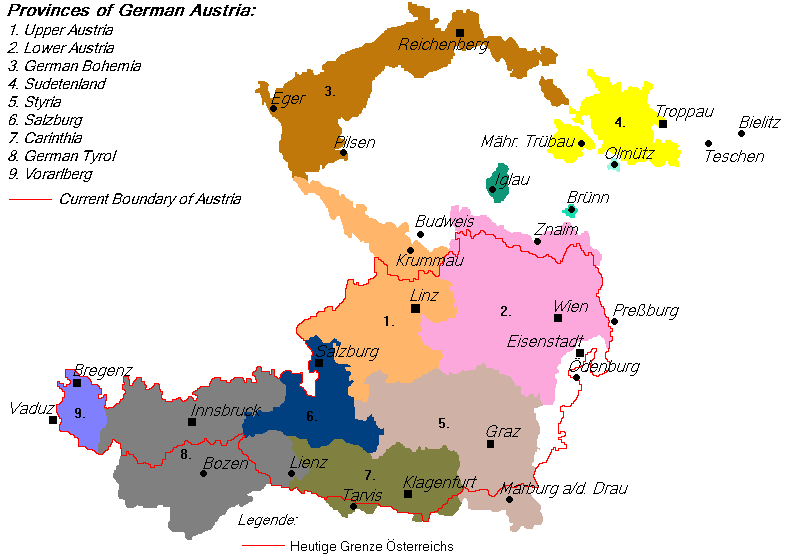 Provinces of German Austria:
1. Upper Austria
2. Lower Austria
3. German Bohemia
4. Sudetenland
5. Styria
6. Salzburg
7. Carinthia
8. German Tyrol
9. Vorarlberg
Current Boundary of Austria
Reichenberg
3.
Eger
Pilsen
4.
Troppau
Bielitz
Mähr. Trübau
Teschen
Olmütz
Iglau
Brünn
Budweis
Znaim
Krummau
Linz
2.
Wien
Preßburg
1.
Eisenstadt
Salzburg
Ödenburg
Bregenz
Vaduz
9.
Innsbruck
6.
5.
Graz
8.
Bozen
Lienz
7.
Klagenfurt
Tarvis
Marburg a/d. Drau
Legende:
Heutige Grenze Österreichs